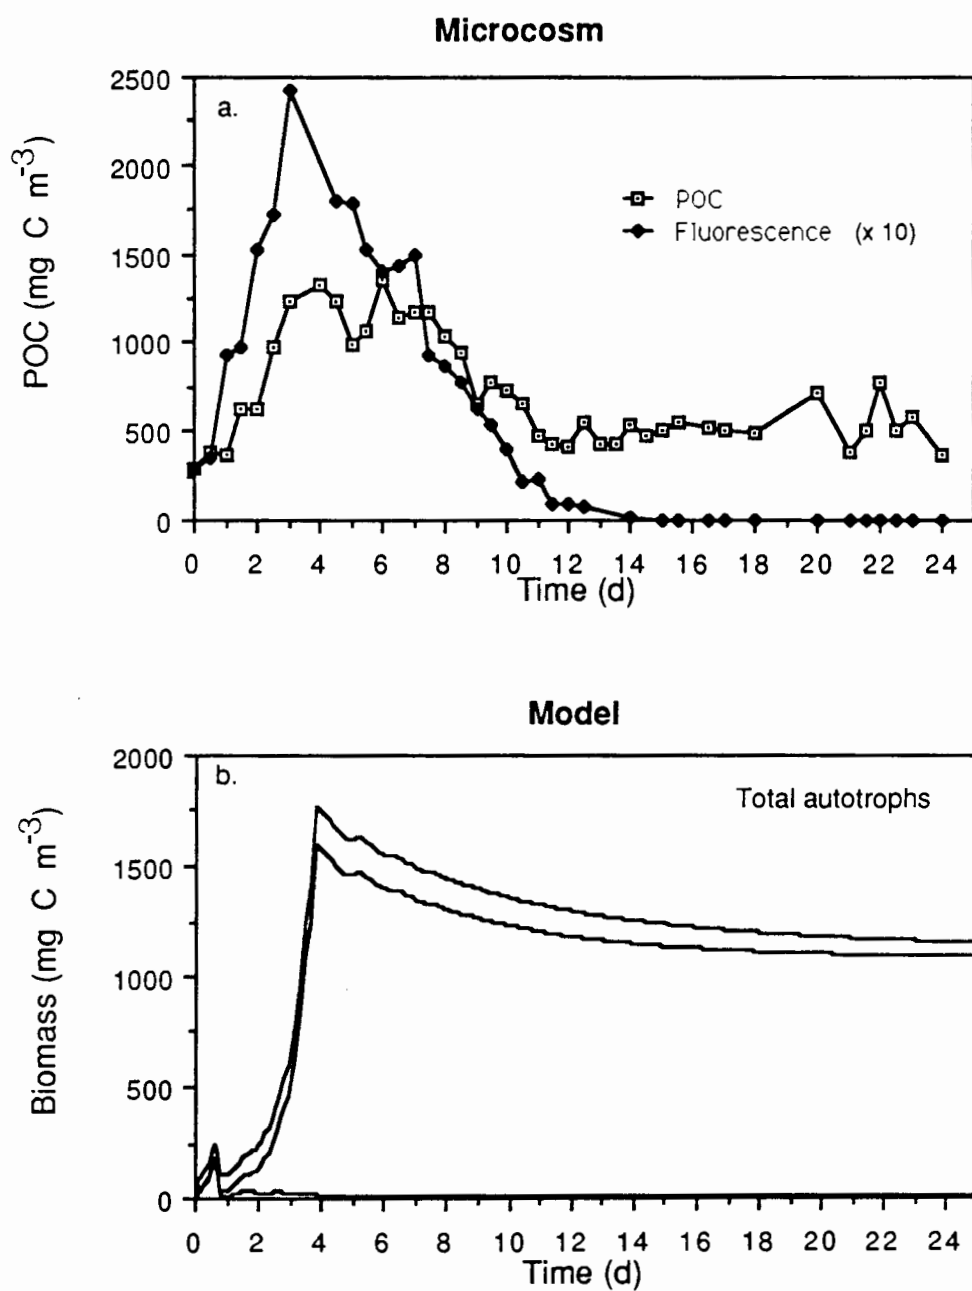 Microcosm
a.
POC (mg C m-3)
2500
2000
1500
1000
500
0
POC
Fluorescence (x 10)
0 2 4 6 8 10 12 14 16 18 20 22 24
Time (d)
Model
b.
Total autotrophs
Biomass (mg C m-3)
2000
1500
1000
500
0
0 2 4 6 8 10 12 14 16 18 20 22 24
Time (d)